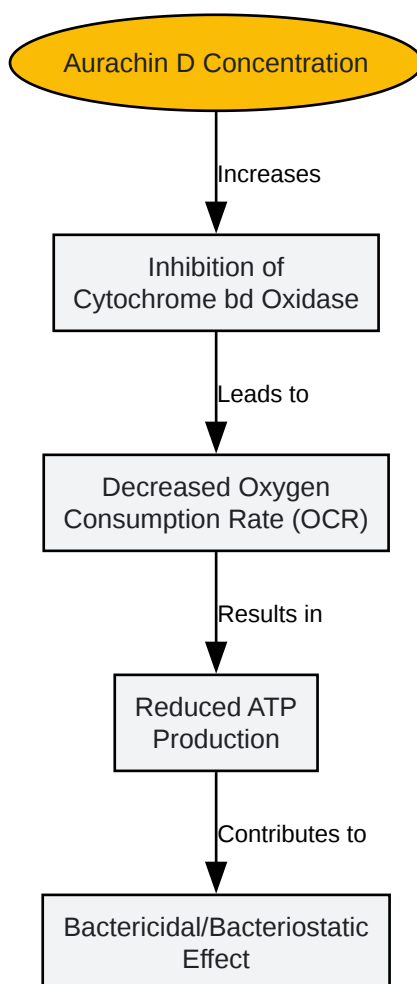 Aurachin D Concentration
Increases
Inhibition of
Cytochrome bd Oxidase
Leads to
Decreased Oxygen
Consumption Rate (OCR)
Results in
Reduced ATP
Production
Contributes to
Bactericidal/Bacteriostatic
Effect